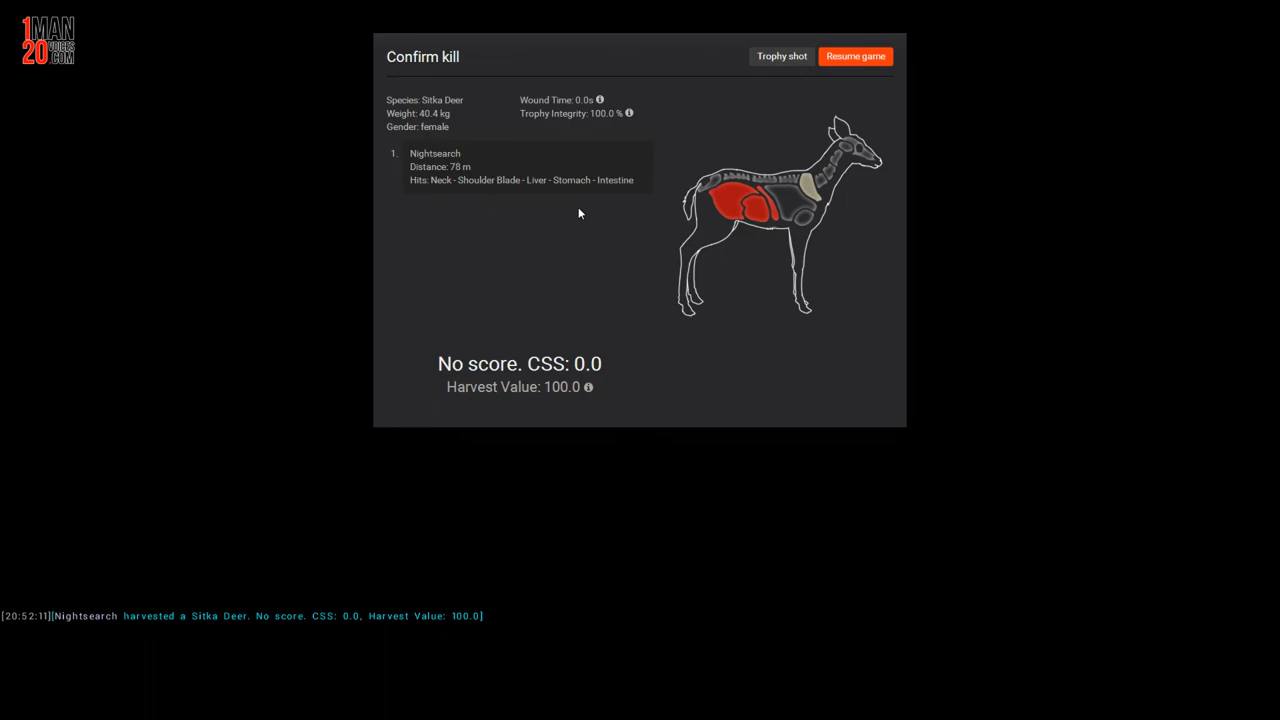 1MAN
20VOICES
.COM
Confirm kill
Trophy shot
Resume game
Species: Sitka Deer
Weight: 40.4 kg
Gender: female
Wound Time: 0.0s
Trophy Integrity: 100.0 %
1.
Nightsearch
Distance: 78 m
Hits: Neck - Shoulder Blade - Liver - Stomach - Intestine
No score. CSS: 0.0
Harvest Value: 100.0
[20:52:11][Nightsearch harvested a Sitka Deer. No score. CSS: 0.0, Harvest Value: 100.0]